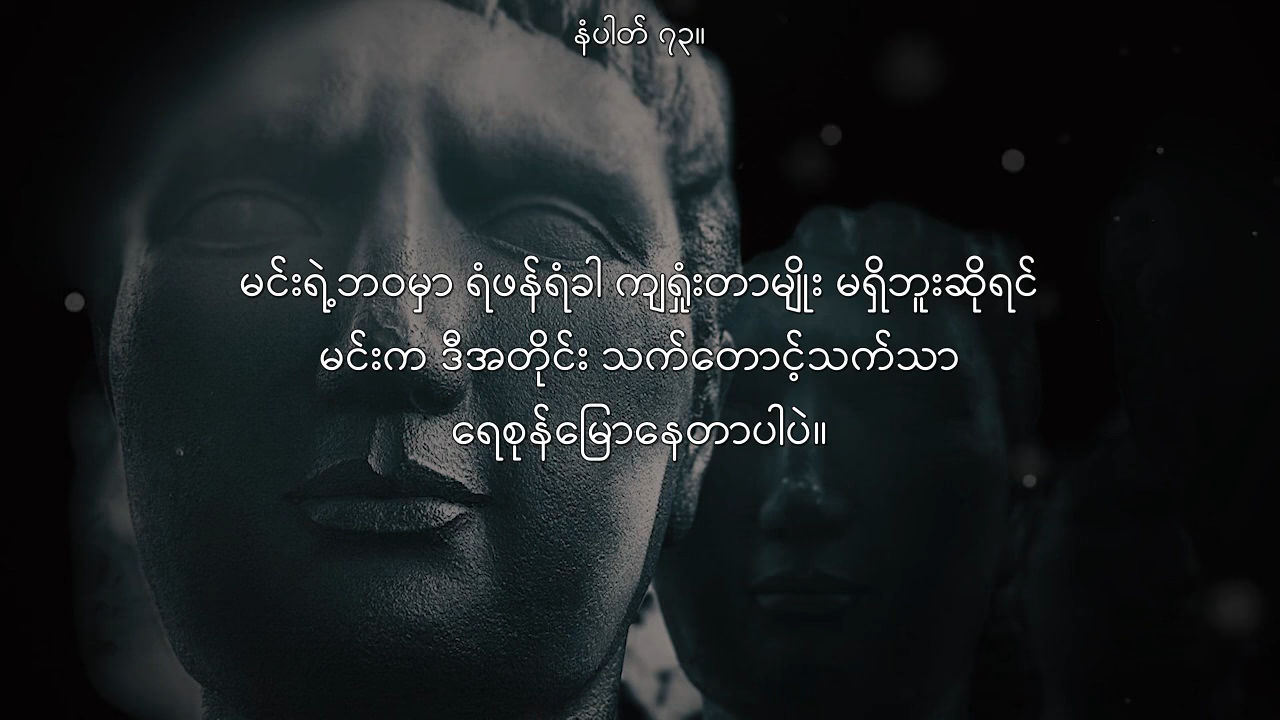 နံပါတ် ၇၃။
မင်းရဲ့ဘဝမှာ ရံဖန်ရံခါ ကျရှုံးတာမျိုး မရှိဘူးဆိုရင်
မင်းက ဒီအတိုင်း သက်တောင့်သက်သာ
ရေစုန်မြောနေတာပါပဲ။